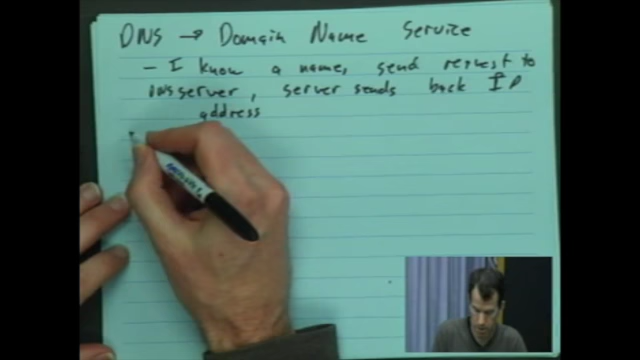 DNS → Domain Name Service
- I know a name, send request to
DNS server, server sends back IP
address